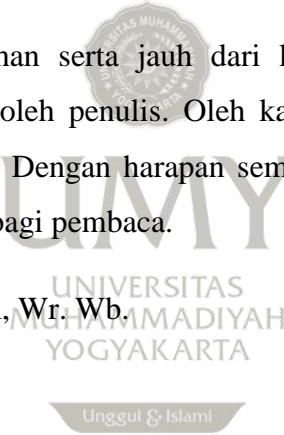 nan serta jauh dari
oleh penulis. Oleh ka
Dengan harapan sem
bagi pembaca.
, Wr. Wb.
UMY
UNIVERSITAS
MUHAMMADIYAH
YOGYAKARTA
Unggul & Islami